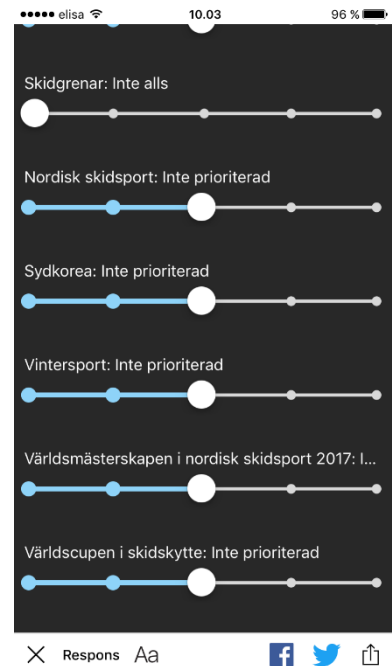 elisa 10.03 96 %
Skidgrenar: Inte alls
Nordisk skidsport: Inte prioriterad
Sydkorea: Inte prioriterad
Vintersport: Inte prioriterad
Världsmästerskapen i nordisk skidsport 2017: I...
Världscupen i skidskytte: Inte prioriterad
Respons Aa